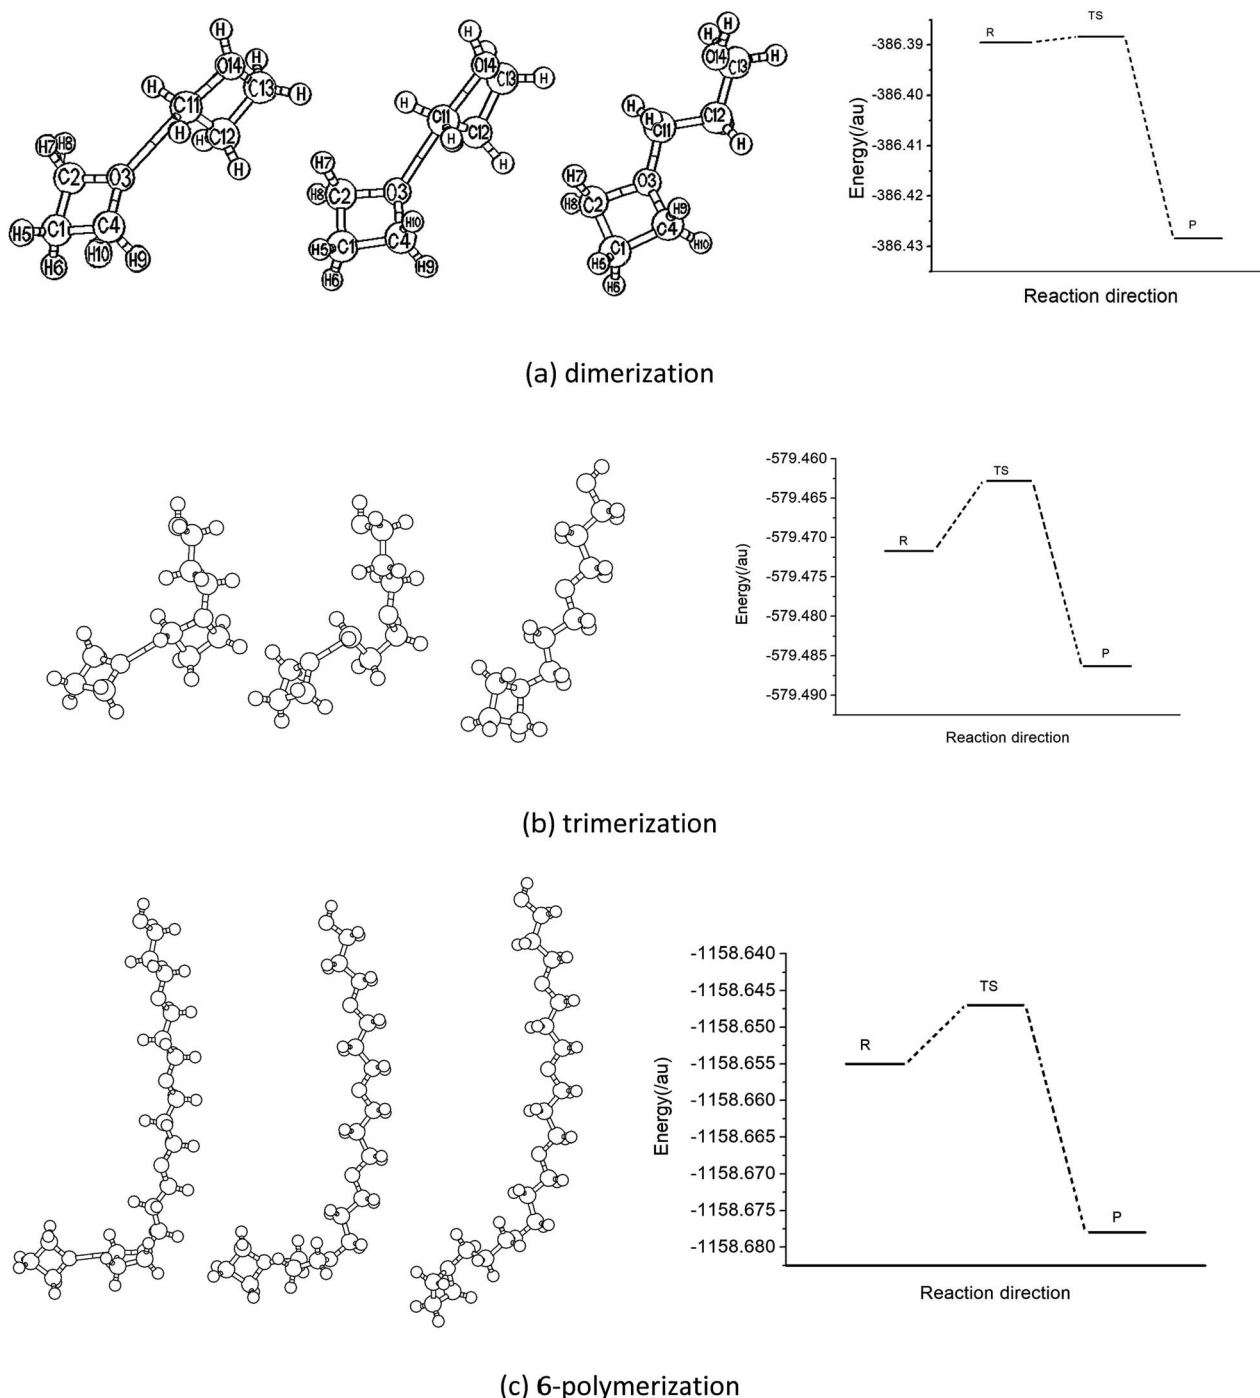 H
O14
H
H
C13
H
C11
H
H
C12
H
H8
H7
C2
O3
H5
C1
C4
H6
H10
H9
H
O14
C13
H
H
C11
H
C12
H
H7
H8
C2
O3
H10
H5
C1
C4
H9
H6
H
H
O14
C13
H
H
H
C11
C12
H
H7
O3
H8
C2
H9
C4
H10
C1
H5
H6
-386.39
-386.40
-386.41
-386.42
-386.43
Energy(/au)
R
TS
P
Reaction direction
(a) dimerization
-579.460
-579.465
-579.470
-579.475
-579.480
-579.485
-579.490
Energy(/au)
R
TS
P
Reaction direction
(b) trimerization
-1158.640
-1158.645
-1158.650
-1158.655
-1158.660
-1158.665
-1158.670
-1158.675
-1158.680
Energy(/au)
R
TS
P
Reaction direction
(c) 6-polymerization